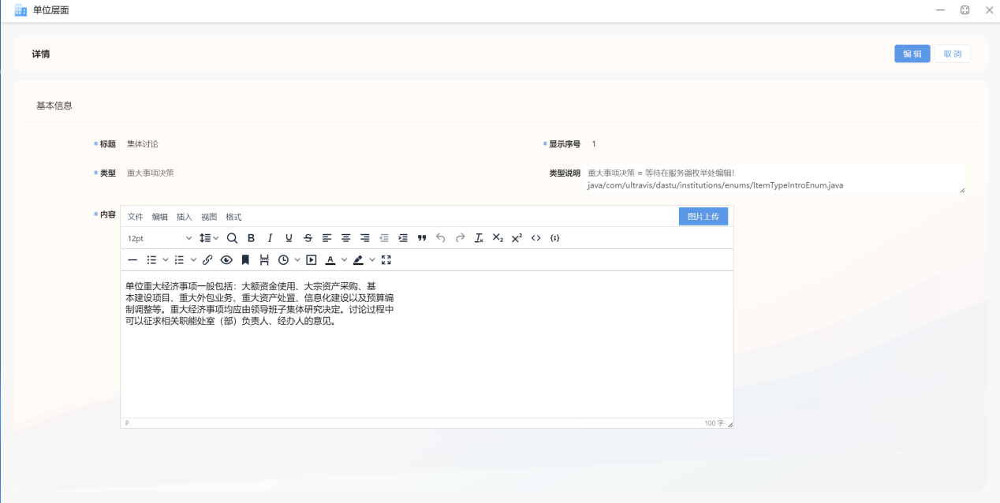 单位层面
详情
编 辑
取 消
基本信息
* 标题 集体讨论
* 显示序号 1
* 类型 重大事项决策
类型说明 重大事项决策 = 等待在服务器枚举处编辑！
java/com/ultravis/dastu/institutions/enums/ItemTypeIntroEnum.java
* 内容
文件 编辑 插入 视图 格式
图片上传
12pt
单位重大经济事项一般包括：大额资金使用、大宗资产采购、基
本建设项目、重大外包业务、重大资产处置、信息化建设以及预算编
制调整等。重大经济事项均应由领导班子集体研究决定。讨论过程中
可以征求相关职能处室（部）负责人、经办人的意见。
P
100 字